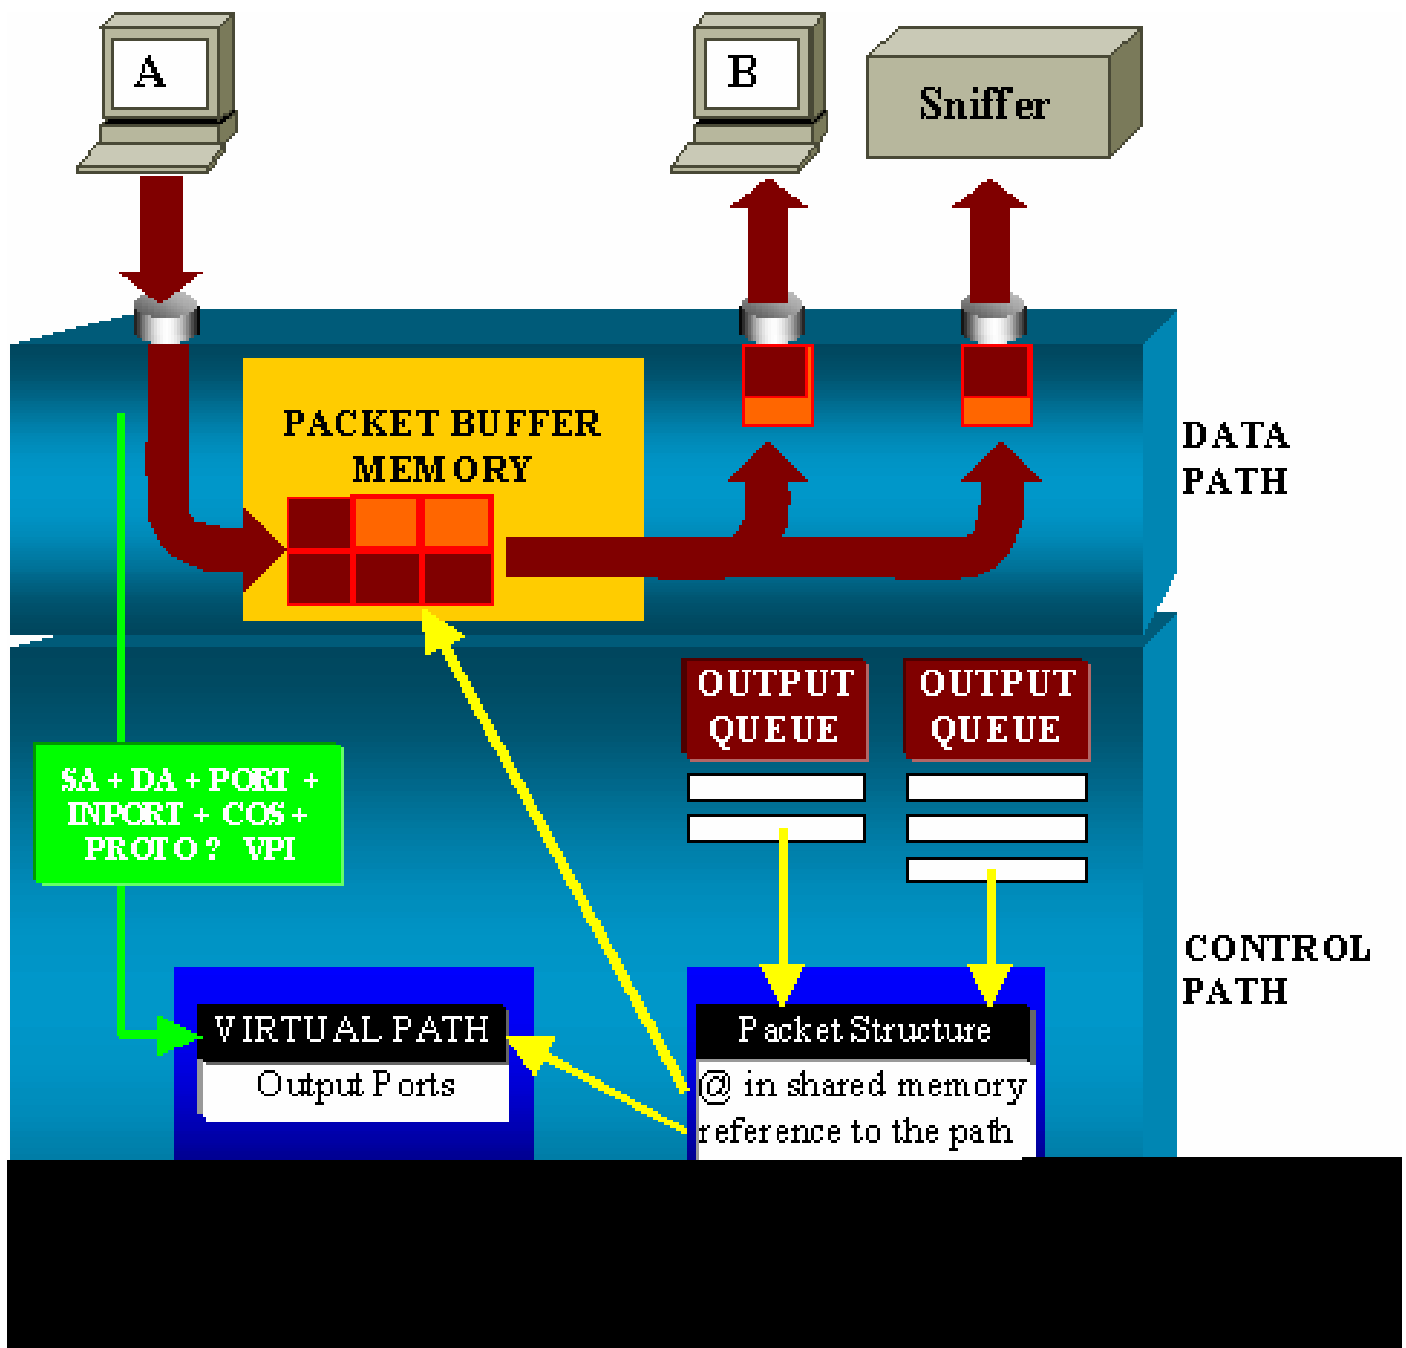 A
B
Sniffer
PACKET BUFFER
MEMORY
DATA
PATH
OUTPUT
QUEUE
OUTPUT
QUEUE
SA + DA + PORT +
INPORT + COS +
PROTO ? VPI
CONTROL
PATH
VIRTUAL PATH
Output Ports
Packet Structure
@ in shared memory
reference to the path